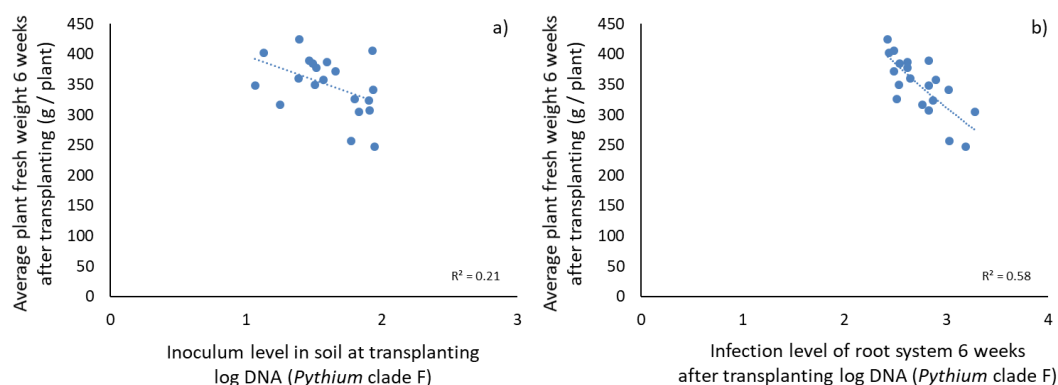 a)
Average plant fresh weight 6 weeks
after transplanting (g / plant)
450
400
350
300
250
200
150
100
50
0
R² = 0.21
0 1 2 3
Inoculum level in soil at transplanting
log DNA (Pythium clade F)
b)
Average plant fresh weight 6 weeks
after transplanting (g / plant)
450
400
350
300
250
200
150
100
50
0
R² = 0.58
0 1 2 3 4
Infection level of root system 6 weeks
after transplanting log DNA (Pythium clade F)